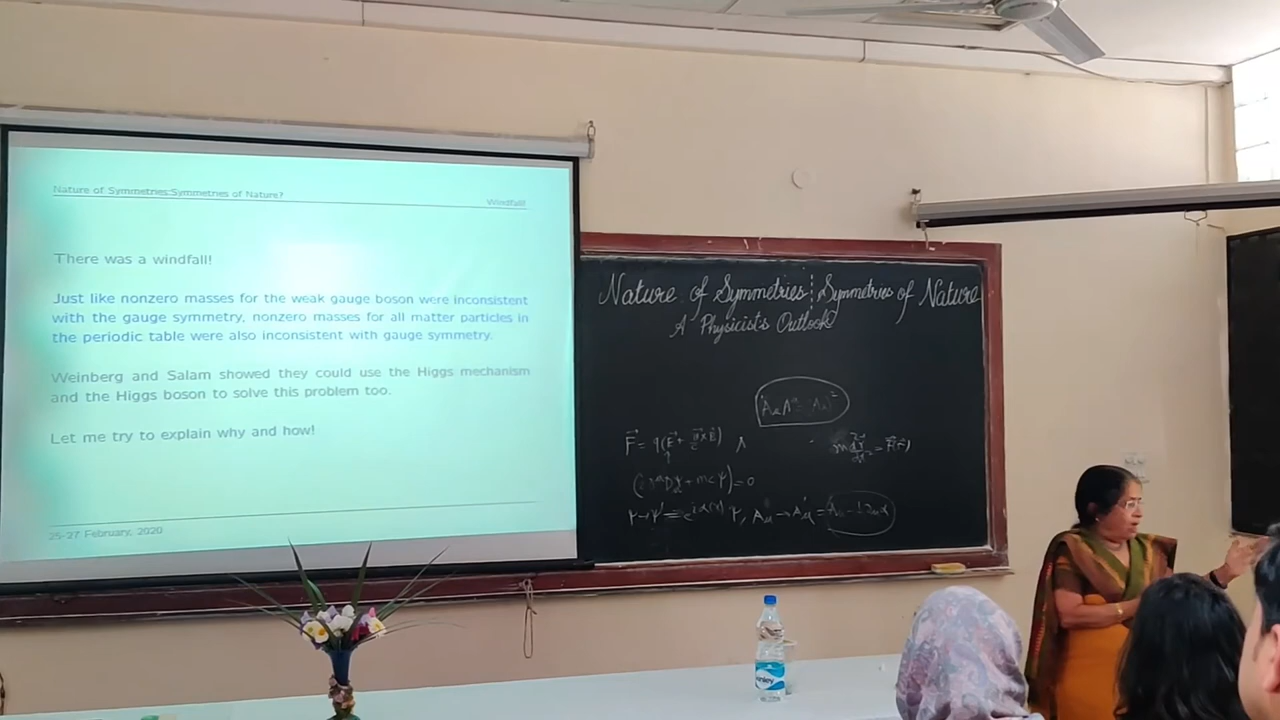 Nature of Symmetries:Symmetries of Nature?
Windfall!
There was a windfall!
Just like nonzero masses for the weak gauge boson were inconsistent
with the gauge symmetry, nonzero masses for all matter particles in
the periodic table were also inconsistent with gauge symmetry.
Weinberg and Salam showed they could use the Higgs mechanism
and the Higgs boson to solve this problem too.
Let me try to explain why and how!
25-27 February, 2020
Nature of Symmetries: Symmetries of Nature
A Physicist's Outlook
Kinley